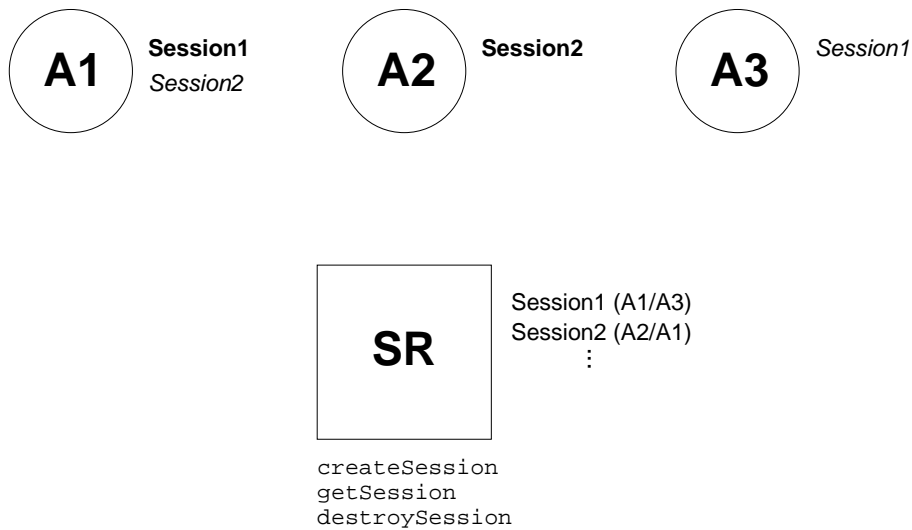 A1
Session1
Session2
A2
Session2
A3
Session1
SR
Session1 (A1/A3)
Session2 (A2/A1)
⋮
createSession
getSession
destroySession